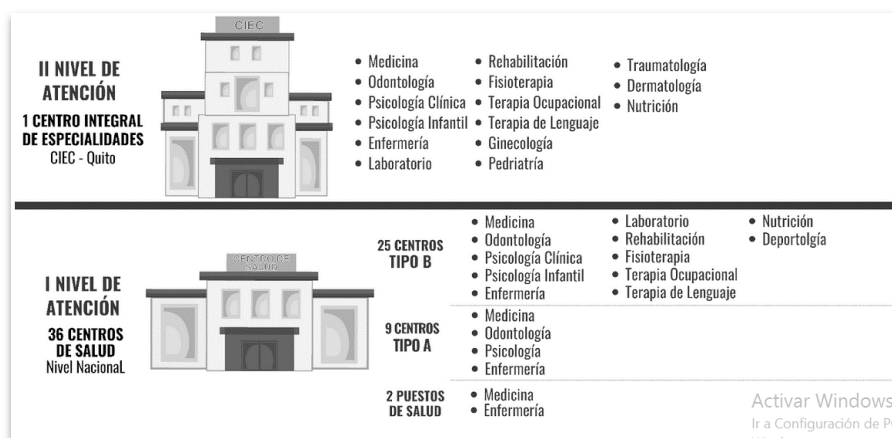 CIEC
II NIVEL DE
ATENCIÓN
1 CENTRO INTEGRAL
DE ESPECIALIDADES
CIEC - Quito
• Medicina
• Odontología
• Psicología Clínica
• Psicología Infantil
• Enfermería
• Laboratorio
• Rehabilitación
• Fisioterapia
• Terapia Ocupacional
• Terapia de Lenguaje
• Ginecología
• Pedriatría
• Traumatología
• Dermatología
• Nutrición
CENTRO DE
SALUD
I NIVEL DE
ATENCIÓN
36 CENTROS
DE SALUD
Nivel NacionaL
25 CENTROS
TIPO B
• Medicina
• Odontología
• Psicología Clínica
• Psicología Infantil
• Enfermería
• Laboratorio
• Rehabilitación
• Fisioterapia
• Terapia Ocupacional
• Terapia de Lenguaje
• Nutrición
• Deportolgía
9 CENTROS
TIPO A
• Medicina
• Odontología
• Psicología
• Enfermería
2 PUESTOS
DE SALUD
• Medicina
• Enfermería
Activar Windows
Ir a Configuración de